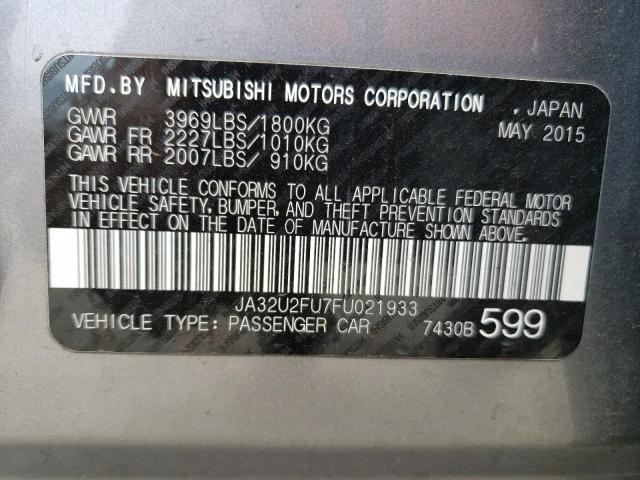 MFD. BY MITSUBISHI MOTORS CORPORATION
, JAPAN
GVWR 3969LBS/1800KG
MAY 2015
GAWR FR 2227LBS/1010KG
GAWR RR 2007LBS/ 910KG
THIS VEHICLE CONFORMS TO ALL APPLICABLE FEDERAL MOTOR
VEHICLE SAFETY, BUMPER, AND THEFT PREVENTION STANDARDS
IN EFFECT ON THE DATE OF MANUFACTURE SHOWN ABOVE.
JA32U2FU7FU021933
VEHICLE TYPE: PASSENGER CAR 7430B 599